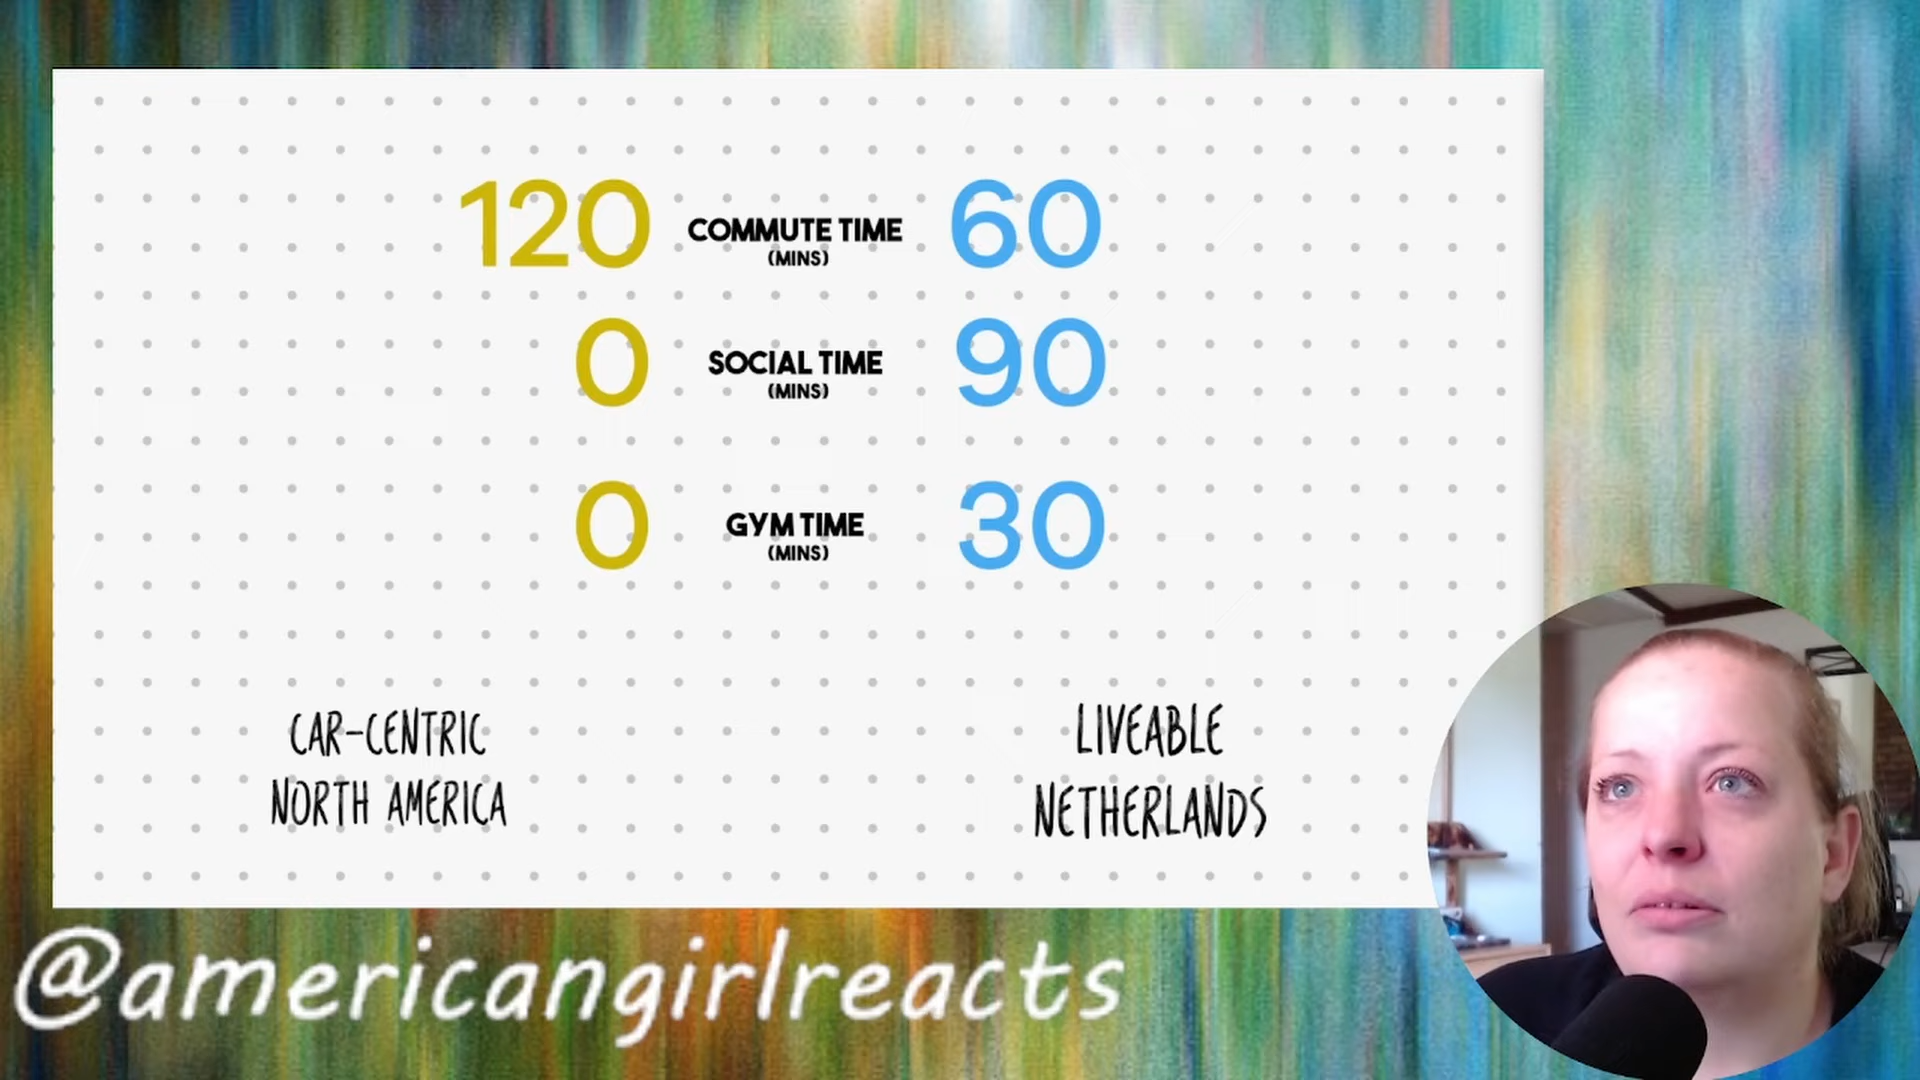 120 COMMUTE TIME 60
(MINS)
0 SOCIAL TIME 90
(MINS)
0 GYM TIME 30
(MINS)
CAR-CENTRIC
NORTH AMERICA
LIVEABLE
NETHERLANDS
@americangirlreacts